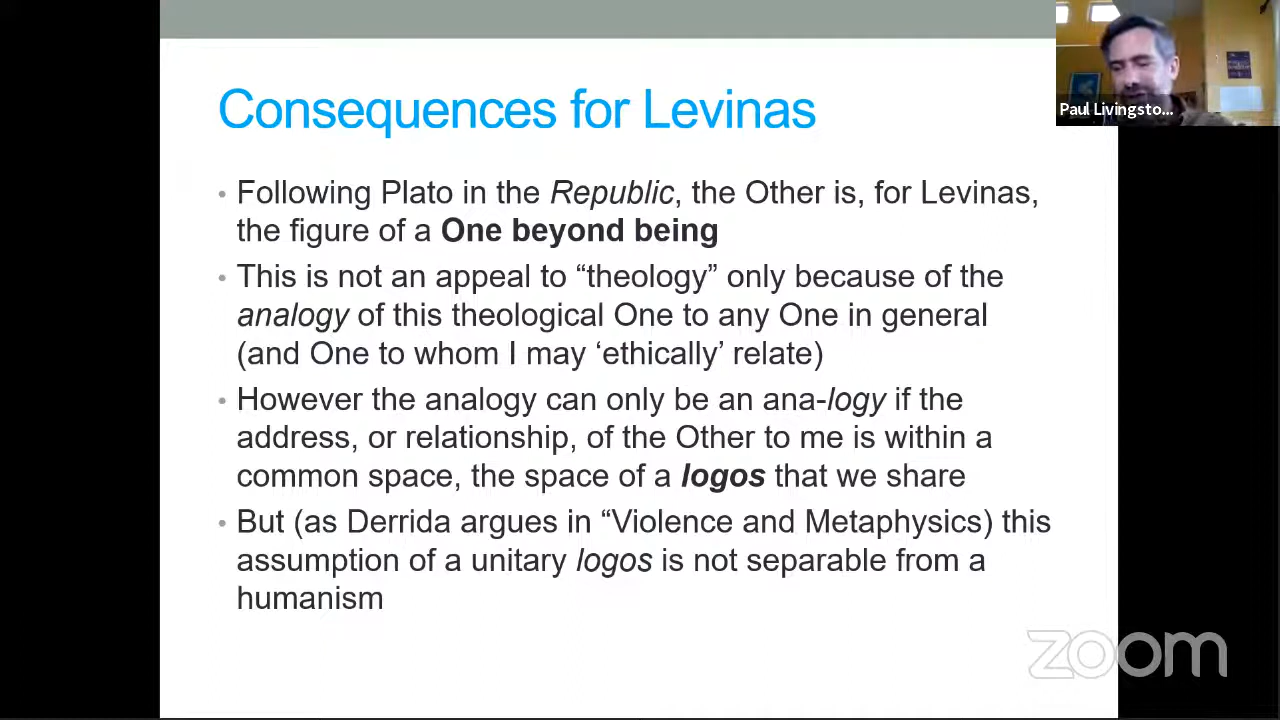 Consequences for Levinas
Paul Livingsto...
• Following Plato in the Republic, the Other is, for Levinas,
the figure of a One beyond being
• This is not an appeal to “theology” only because of the
analogy of this theological One to any One in general
(and One to whom I may ‘ethically’ relate)
• However the analogy can only be an ana-logy if the
address, or relationship, of the Other to me is within a
common space, the space of a logos that we share
• But (as Derrida argues in “Violence and Metaphysics) this
assumption of a unitary logos is not separable from a
humanism
zoom